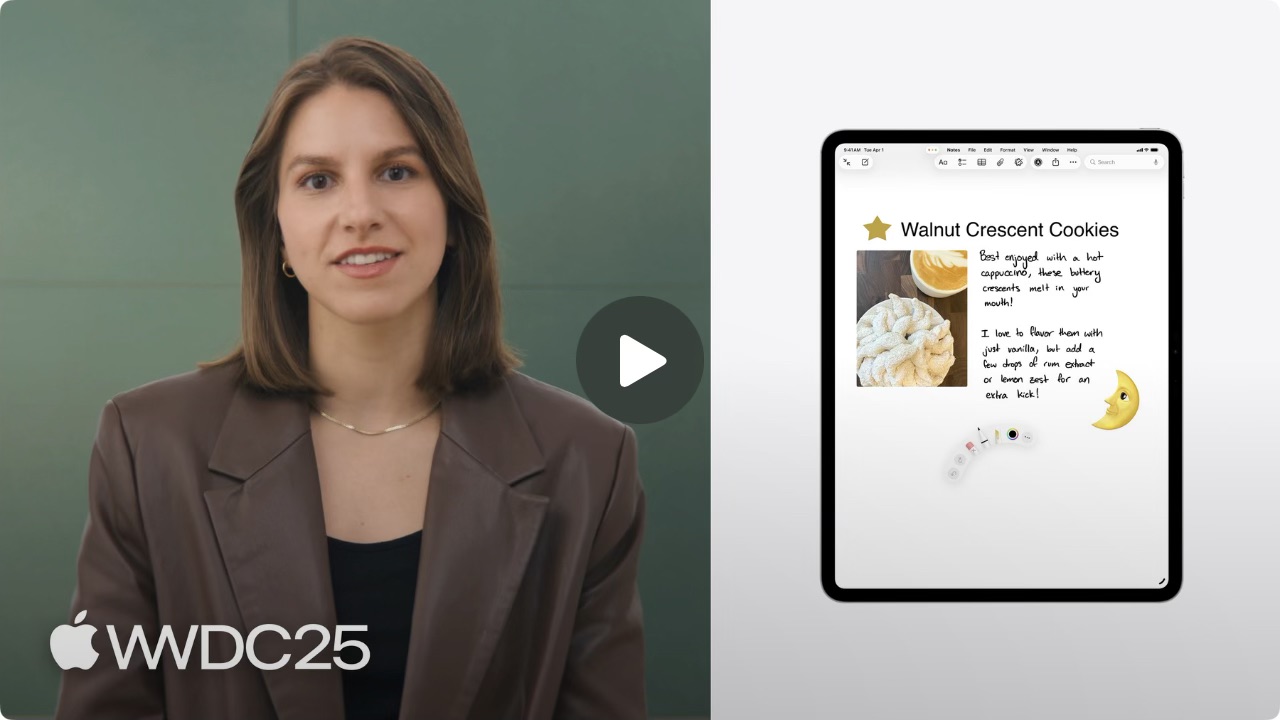 WWDC25
9:41 AM Tue Apr 1
Notes File Edit Format View Window Help
Aa
Search
Walnut Crescent Cookies
Best enjoyed with a hot
cappuccino, these buttery
crescents melt in your
mouth!
I love to flavor them with
just vanilla, but add a
few drops of rum extract
or lemon zest for an
extra kick!